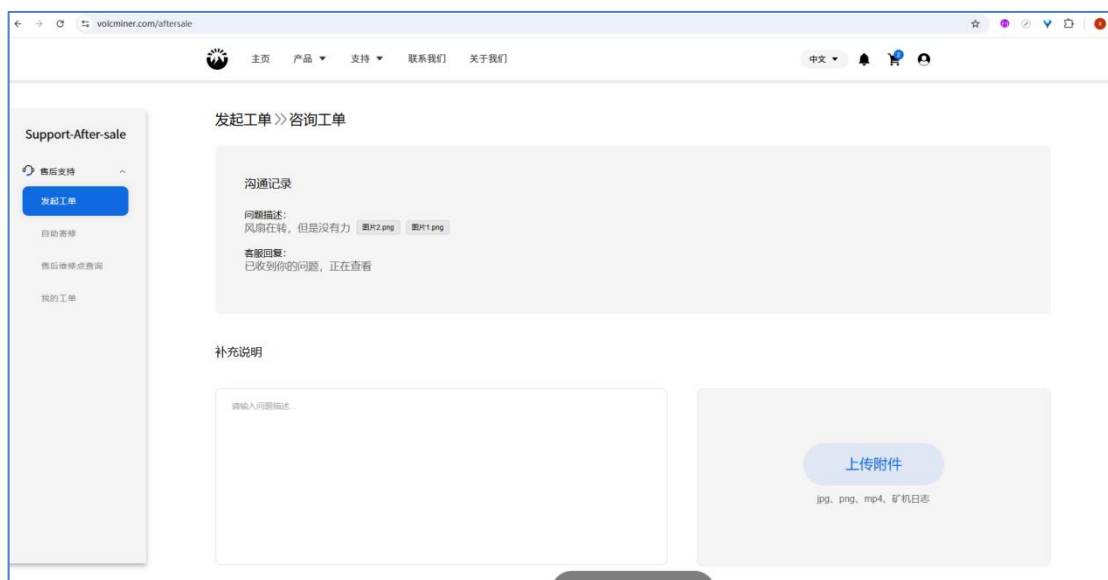 volcminer.com/aftersale
主页 产品 支持 联系我们 关于我们
中文
2
Support-After-sale
售后支持
发起工单
自助寄修
售后维修点查询
我的工单
发起工单》咨询工单
沟通记录
问题描述:
风扇在转，但是没有力 图片2.png 图片1.png
客服回复:
已收到你的问题，正在查看
补充说明
请输入问题描述...
上传附件
jpg、png、mp4、矿机日志